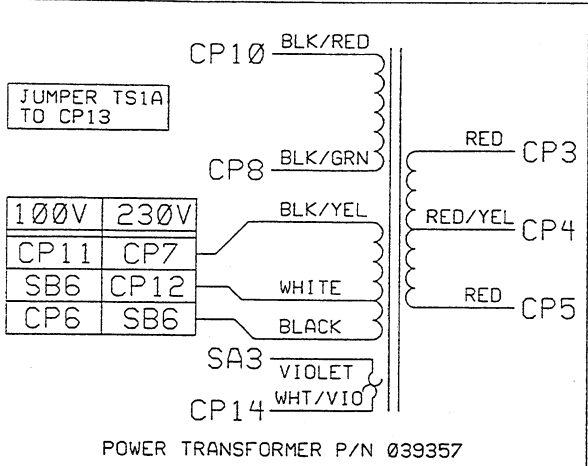 CP10 BLK/RED
JUMPER TS1A
TO CP13
CP8 BLK/GRN
RED CP3
RED/YEL CP4
RED CP5
100V 230V BLK/YEL
CP11 CP7
SB6 CP12 WHITE
CP6 SB6 BLACK
SA3 VIOLET
CP14 WHT/VIO
POWER TRANSFORMER P/N 039357